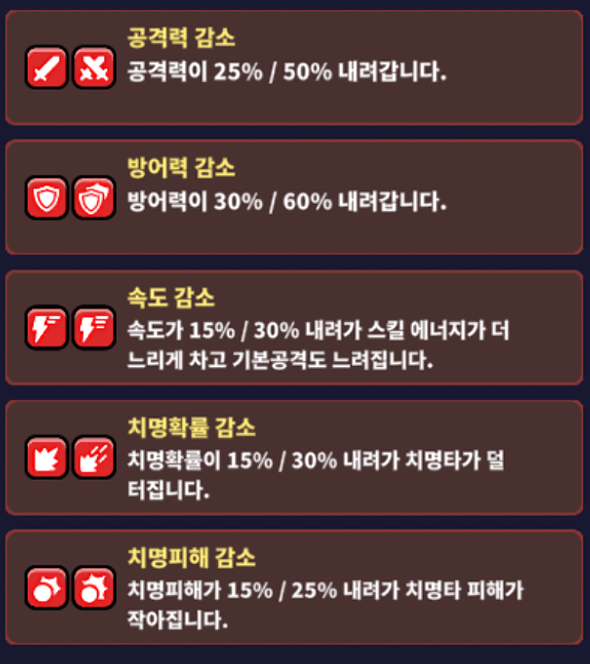 공격력 감소
공격력이 25% / 50% 내려갑니다.
방어력 감소
방어력이 30% / 60% 내려갑니다.
속도 감소
속도가 15% / 30% 내려가 스킬 에너지가 더
느리게 차고 기본공격도 느려집니다.
치명확률 감소
치명확률이 15% / 30% 내려가 치명타가 덜
터집니다.
치명피해 감소
치명피해가 15% / 25% 내려가 치명타 피해가
작아집니다.